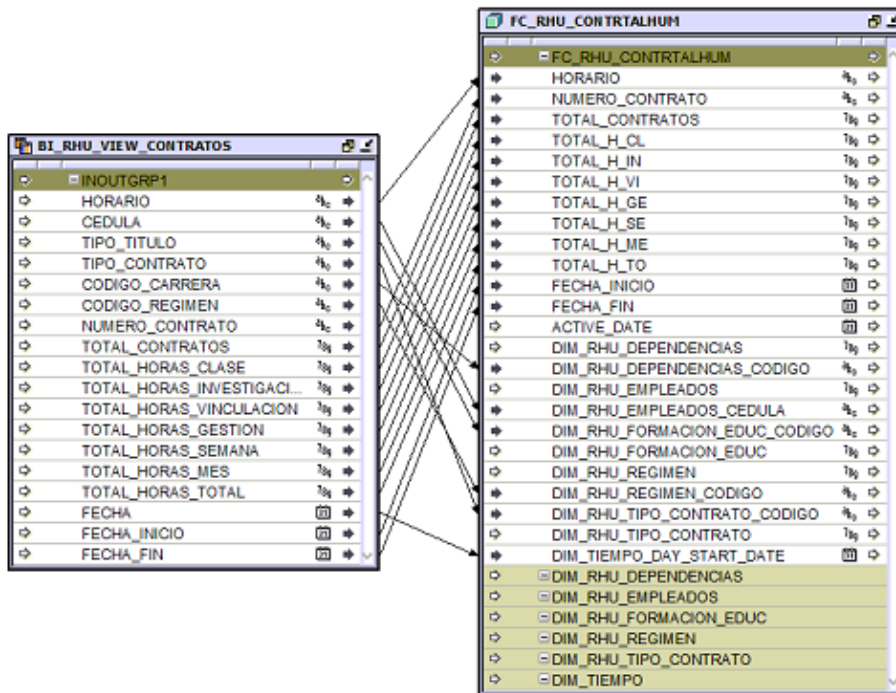 BI_RHU_VIEW_CONTRATOS
INOUTGRP1
HORARIO
CEDULA
TIPO_TITULO
TIPO_CONTRATO
CODIGO_CARRERA
CODIGO_REGIMEN
NUMERO_CONTRATO
TOTAL_CONTRATOS
TOTAL_HORAS_CLASE
TOTAL_HORAS_INVESTIGACI...
TOTAL_HORAS_VINCULACION
TOTAL_HORAS_GESTION
TOTAL_HORAS_SEMANA
TOTAL_HORAS_MES
TOTAL_HORAS_TOTAL
FECHA
FECHA_INICIO
FECHA_FIN
FC_RHU_CONTRTALHUM
FC_RHU_CONTRTALHUM
HORARIO
NUMERO_CONTRATO
TOTAL_CONTRATOS
TOTAL_H_CL
TOTAL_H_IN
TOTAL_H_VI
TOTAL_H_GE
TOTAL_H_SE
TOTAL_H_ME
TOTAL_H_TO
FECHA_INICIO
FECHA_FIN
ACTIVE_DATE
DIM_RHU_DEPENDENCIAS
DIM_RHU_DEPENDENCIAS_CODIGO
DIM_RHU_EMPLEADOS
DIM_RHU_EMPLEADOS_CEDULA
DIM_RHU_FORMACION_EDUC_CODIGO
DIM_RHU_FORMACION_EDUC
DIM_RHU_REGIMEN
DIM_RHU_REGIMEN_CODIGO
DIM_RHU_TIPO_CONTRATO_CODIGO
DIM_RHU_TIPO_CONTRATO
DIM_TIEMPO_DAY_START_DATE
DIM_RHU_DEPENDENCIAS
DIM_RHU_EMPLEADOS
DIM_RHU_FORMACION_EDUC
DIM_RHU_REGIMEN
DIM_RHU_TIPO_CONTRATO
DIM_TIEMPO